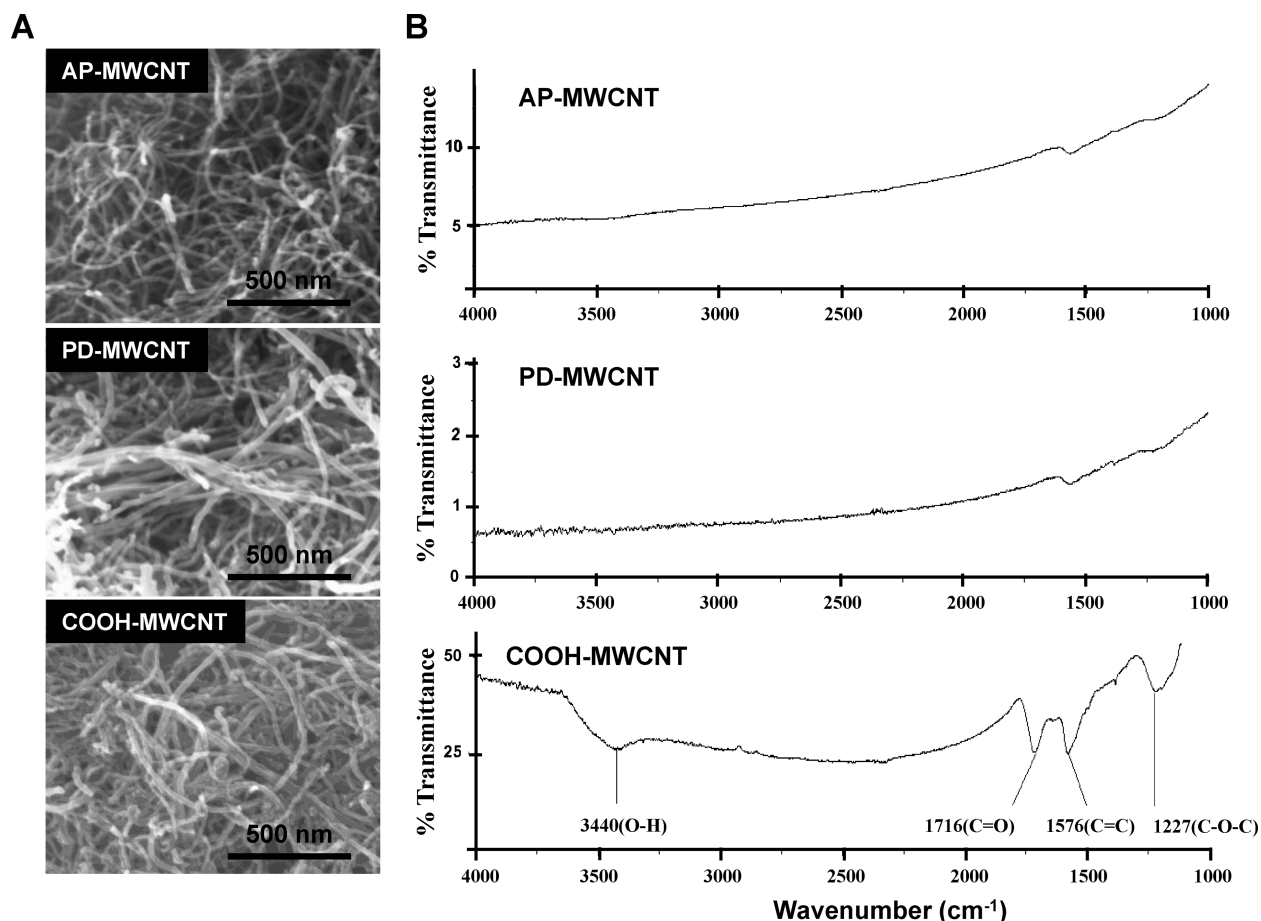 A
AP-MWCNT
500 nm
PD-MWCNT
500 nm
COOH-MWCNT
500 nm
B
AP-MWCNT
% Transmittance
10
5
4000 3500 3000 2500 2000 1500 1000
PD-MWCNT
% Transmittance
3
2
1
0
4000 3500 3000 2500 2000 1500 1000
COOH-MWCNT
% Transmittance
50
25
3440(O-H) 1716(C=O) 1576(C=C) 1227(C-O-C)
4000 3500 3000 2500 2000 1500 1000
Wavenumber (cm⁻¹)